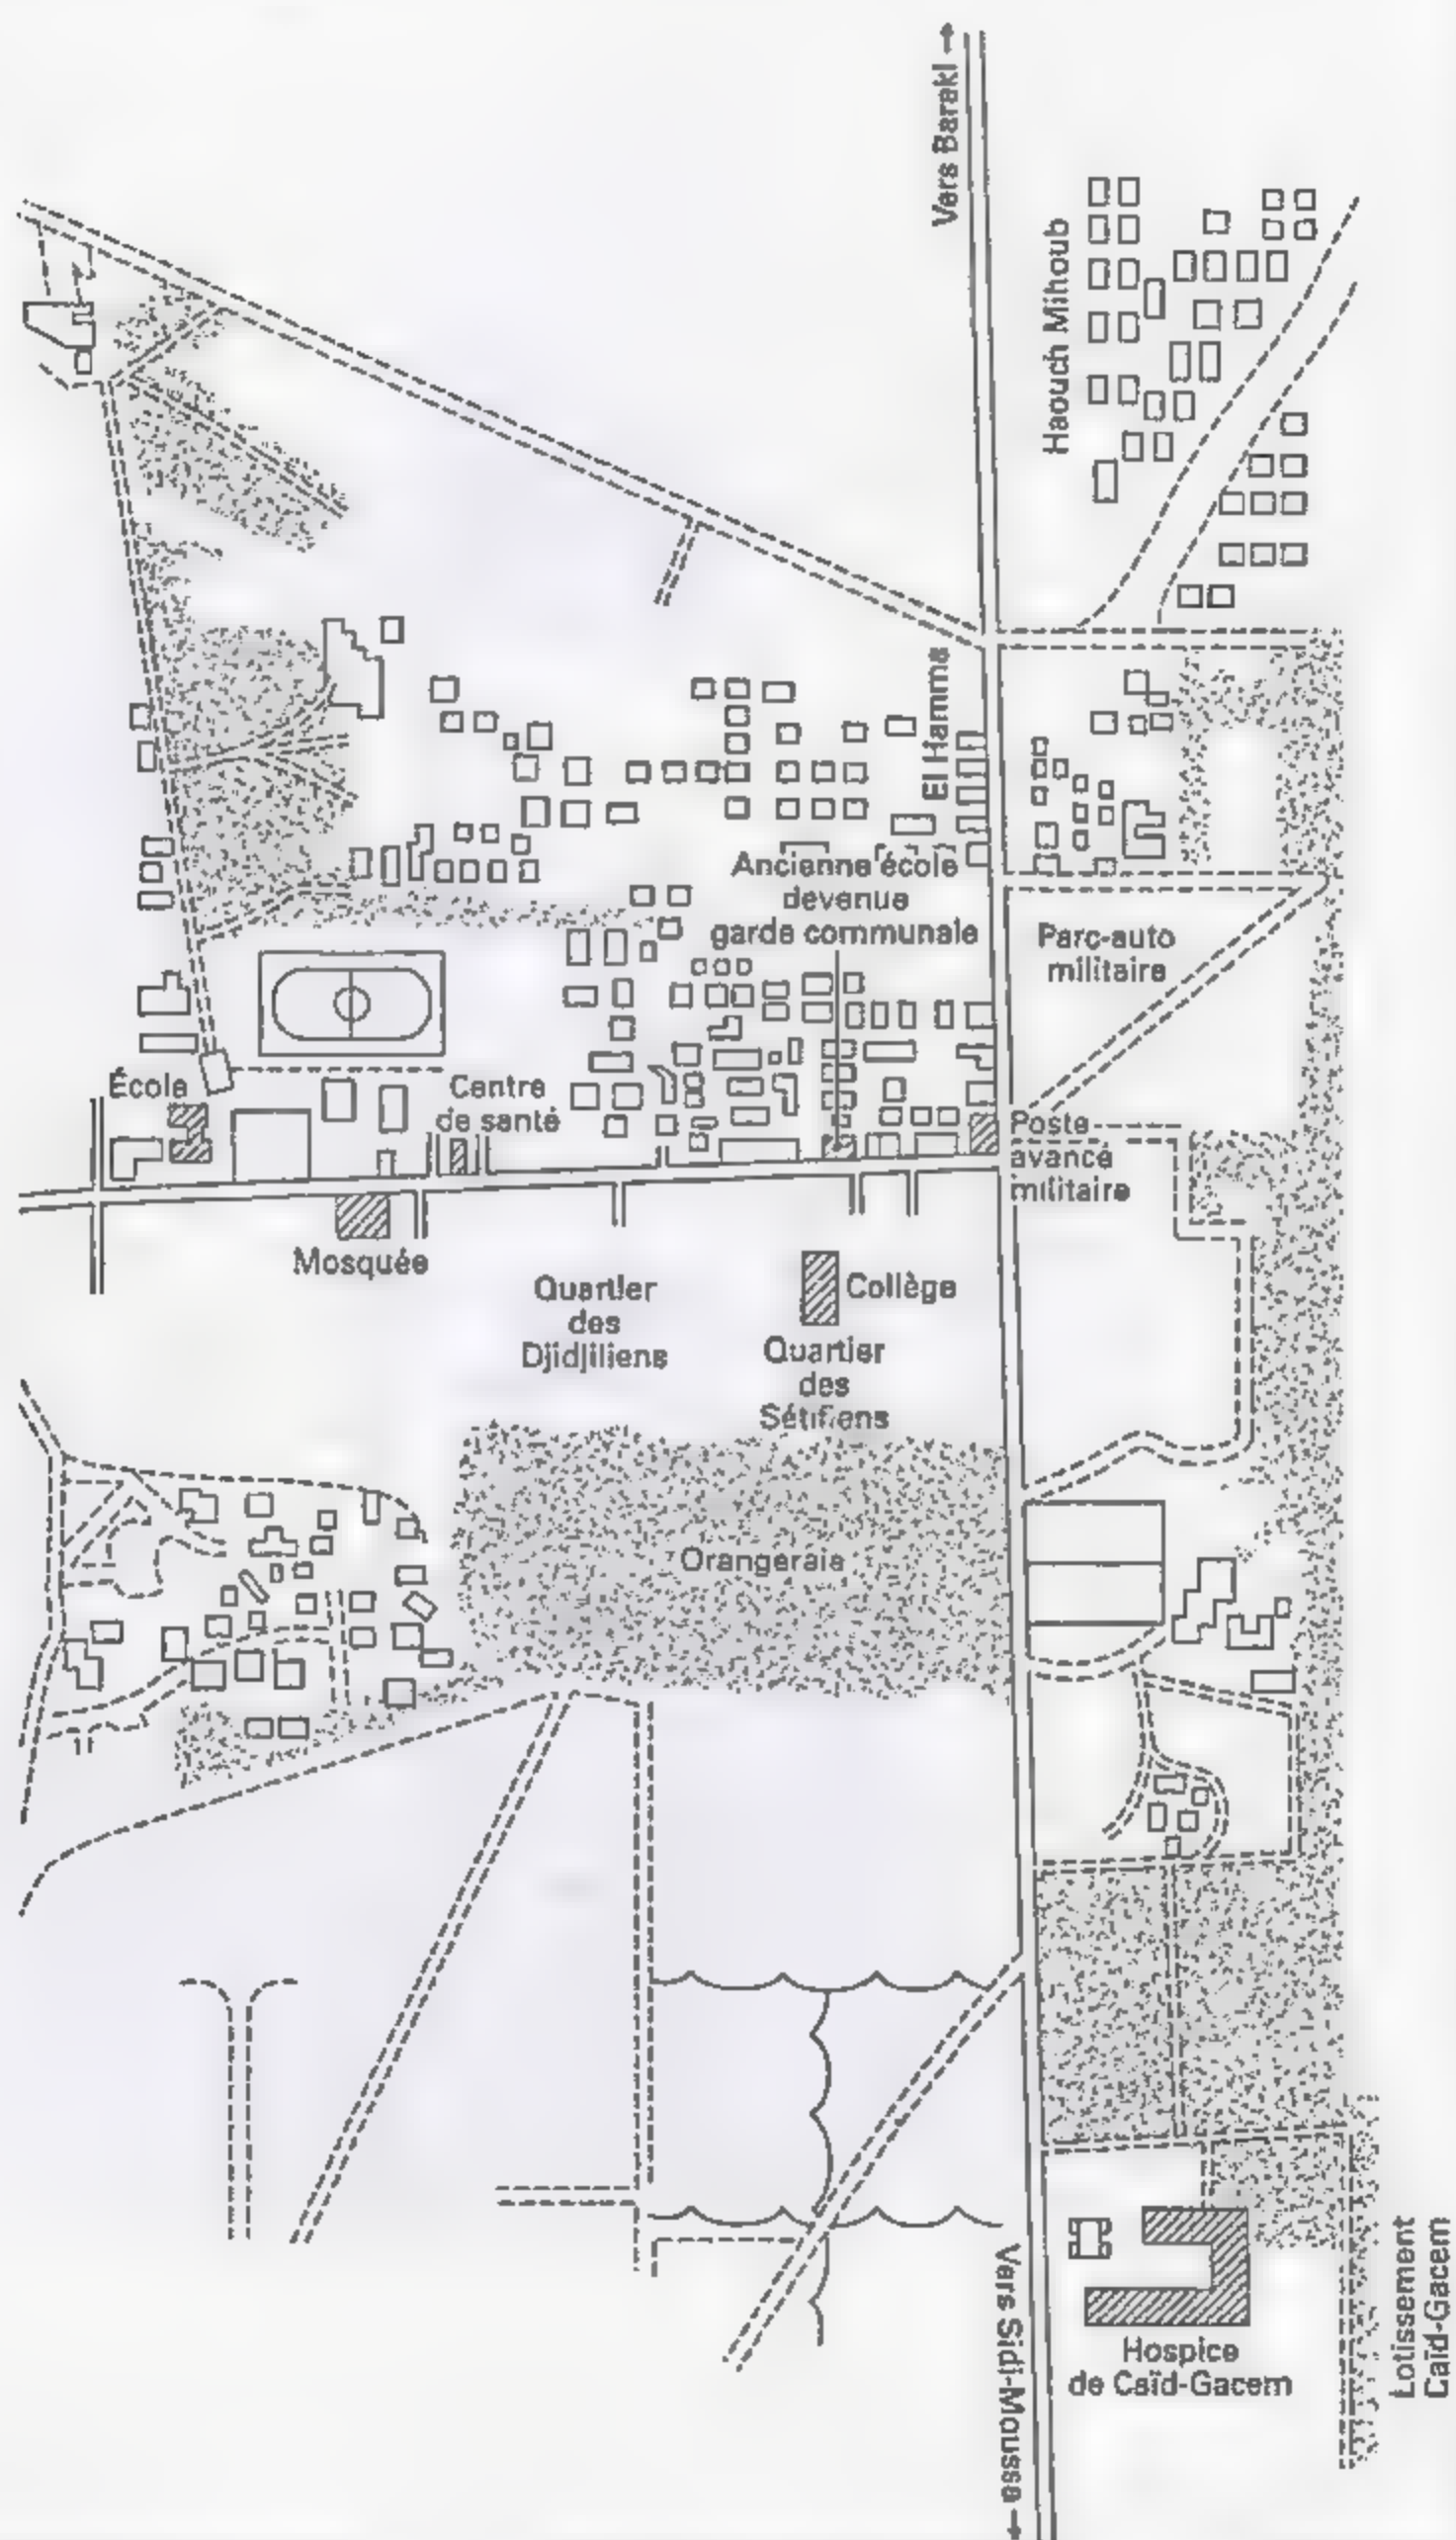 Vers Baraki
Haouch Mihoub
El Hamma
Ancienne école
devenue
garde communale
Parc-auto
militaire
École
Centre
de santé
Poste
avancé
militaire
Mosquée
Quartier
des
Djidjiliens
Collège
Quartier
des
Sétifiens
Orangeraie
Vers Sidi-Moussa
Hospice
de Caïd-Gacem
Lotissement
Caïd-Gacem